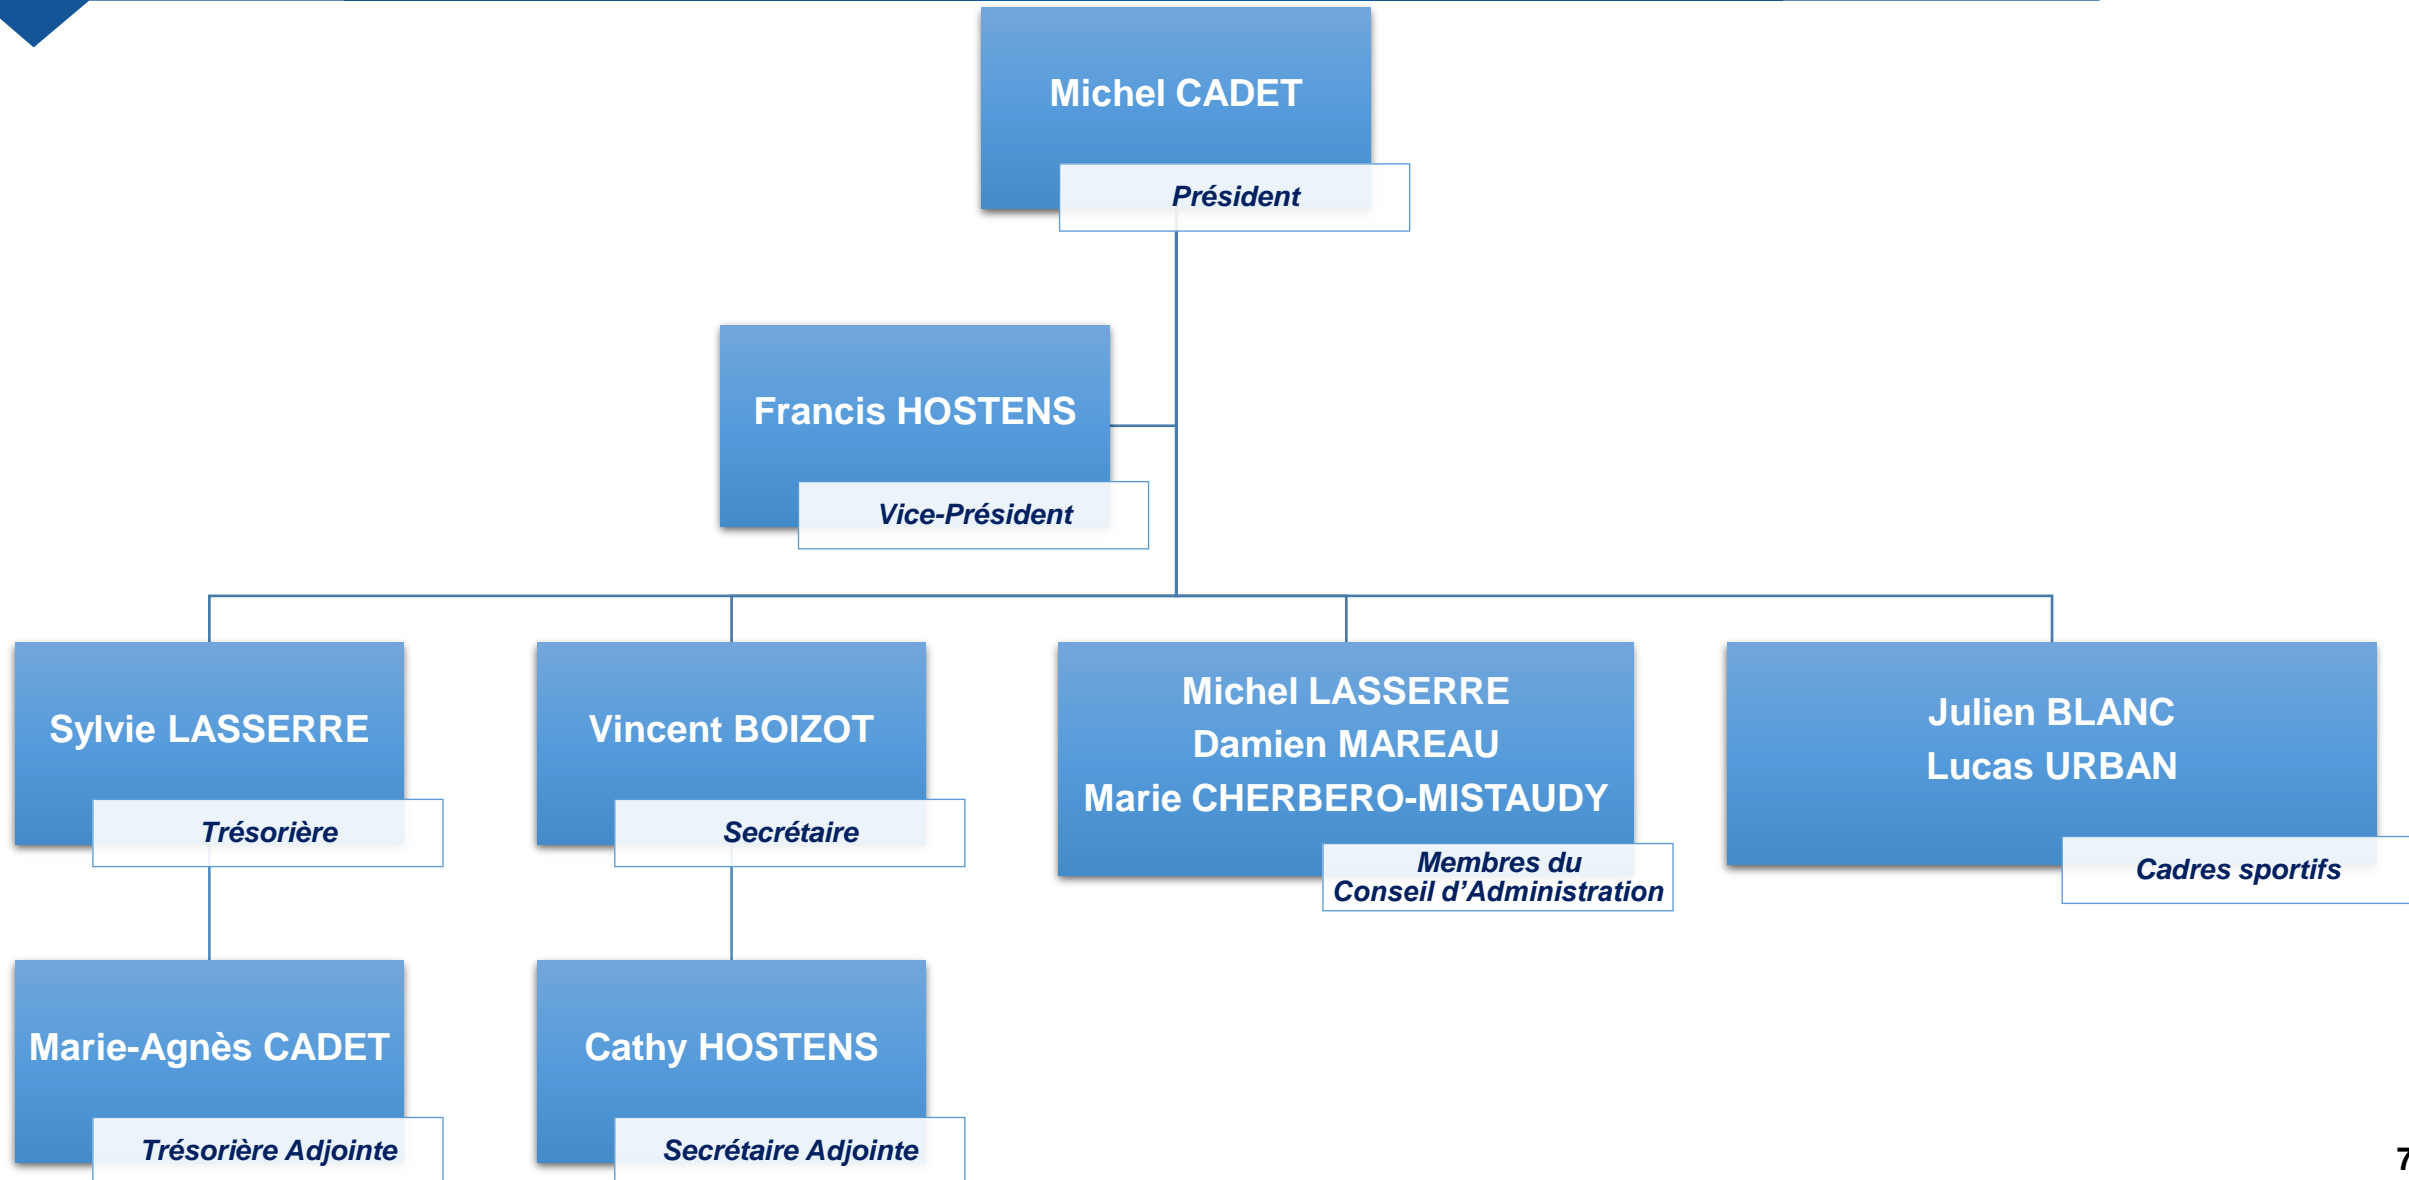 Michel CADET
Président
Francis HOSTENS
Vice-Président
Sylvie LASSERRE
Trésorière
Vincent BOIZOT
Secrétaire
Michel LASSERRE
Damien MAREAU
Marie CHERBERO-MISTAUDY
Membres du
Conseil d’Administration
Julien BLANC
Lucas URBAN
Cadres sportifs
Marie-Agnès CADET
Trésorière Adjointe
Cathy HOSTENS
Secrétaire Adjointe
7